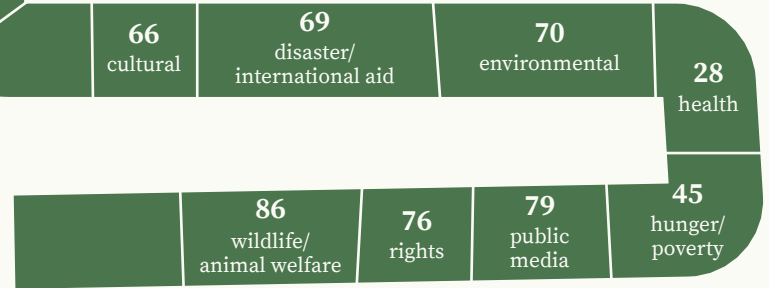 66
cultural
69
disaster/
international aid
70
environmental
28
health
45
hunger/
poverty
79
public
media
76
rights
86
wildlife/
animal welfare